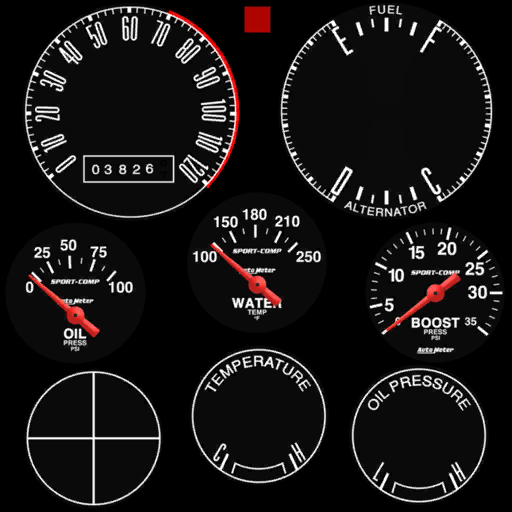 0 10 20 30 40 50 60 70 80 90 100 110 120
03826
FUEL
E F
D C
ALTERNATOR
0 25 50 75 100
SPORT-COMP
Auto Meter
OIL
PRESS
PSI
100 150 180 210 250
SPORT-COMP
Auto Meter
WATER
TEMP
°F
0 5 10 15 20 25 30 35
SPORT-COMP
BOOST
PRESS
PSI
Auto Meter
TEMPERATURE
C H
OIL PRESSURE
L H